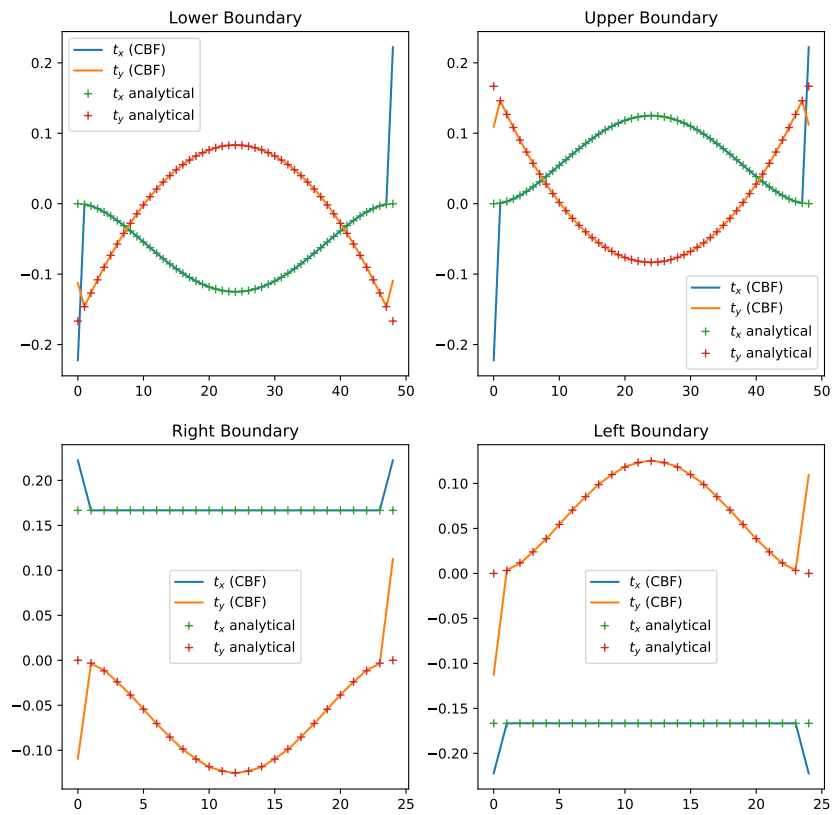 Lower Boundary
0.2
0.1
0.0
−0.1
−0.2
0
10
20
30
40
50
t_x (CBF)
t_y (CBF)
t_x analytical
t_y analytical
Upper Boundary
0.2
0.1
0.0
−0.1
−0.2
0
10
20
30
40
50
t_x (CBF)
t_y (CBF)
t_x analytical
t_y analytical
Right Boundary
0.20
0.15
0.10
0.05
0.00
−0.05
−0.10
0
5
10
15
20
25
t_x (CBF)
t_y (CBF)
t_x analytical
t_y analytical
Left Boundary
0.10
0.05
0.00
−0.05
−0.10
−0.15
−0.20
0
5
10
15
20
25
t_x (CBF)
t_y (CBF)
t_x analytical
t_y analytical